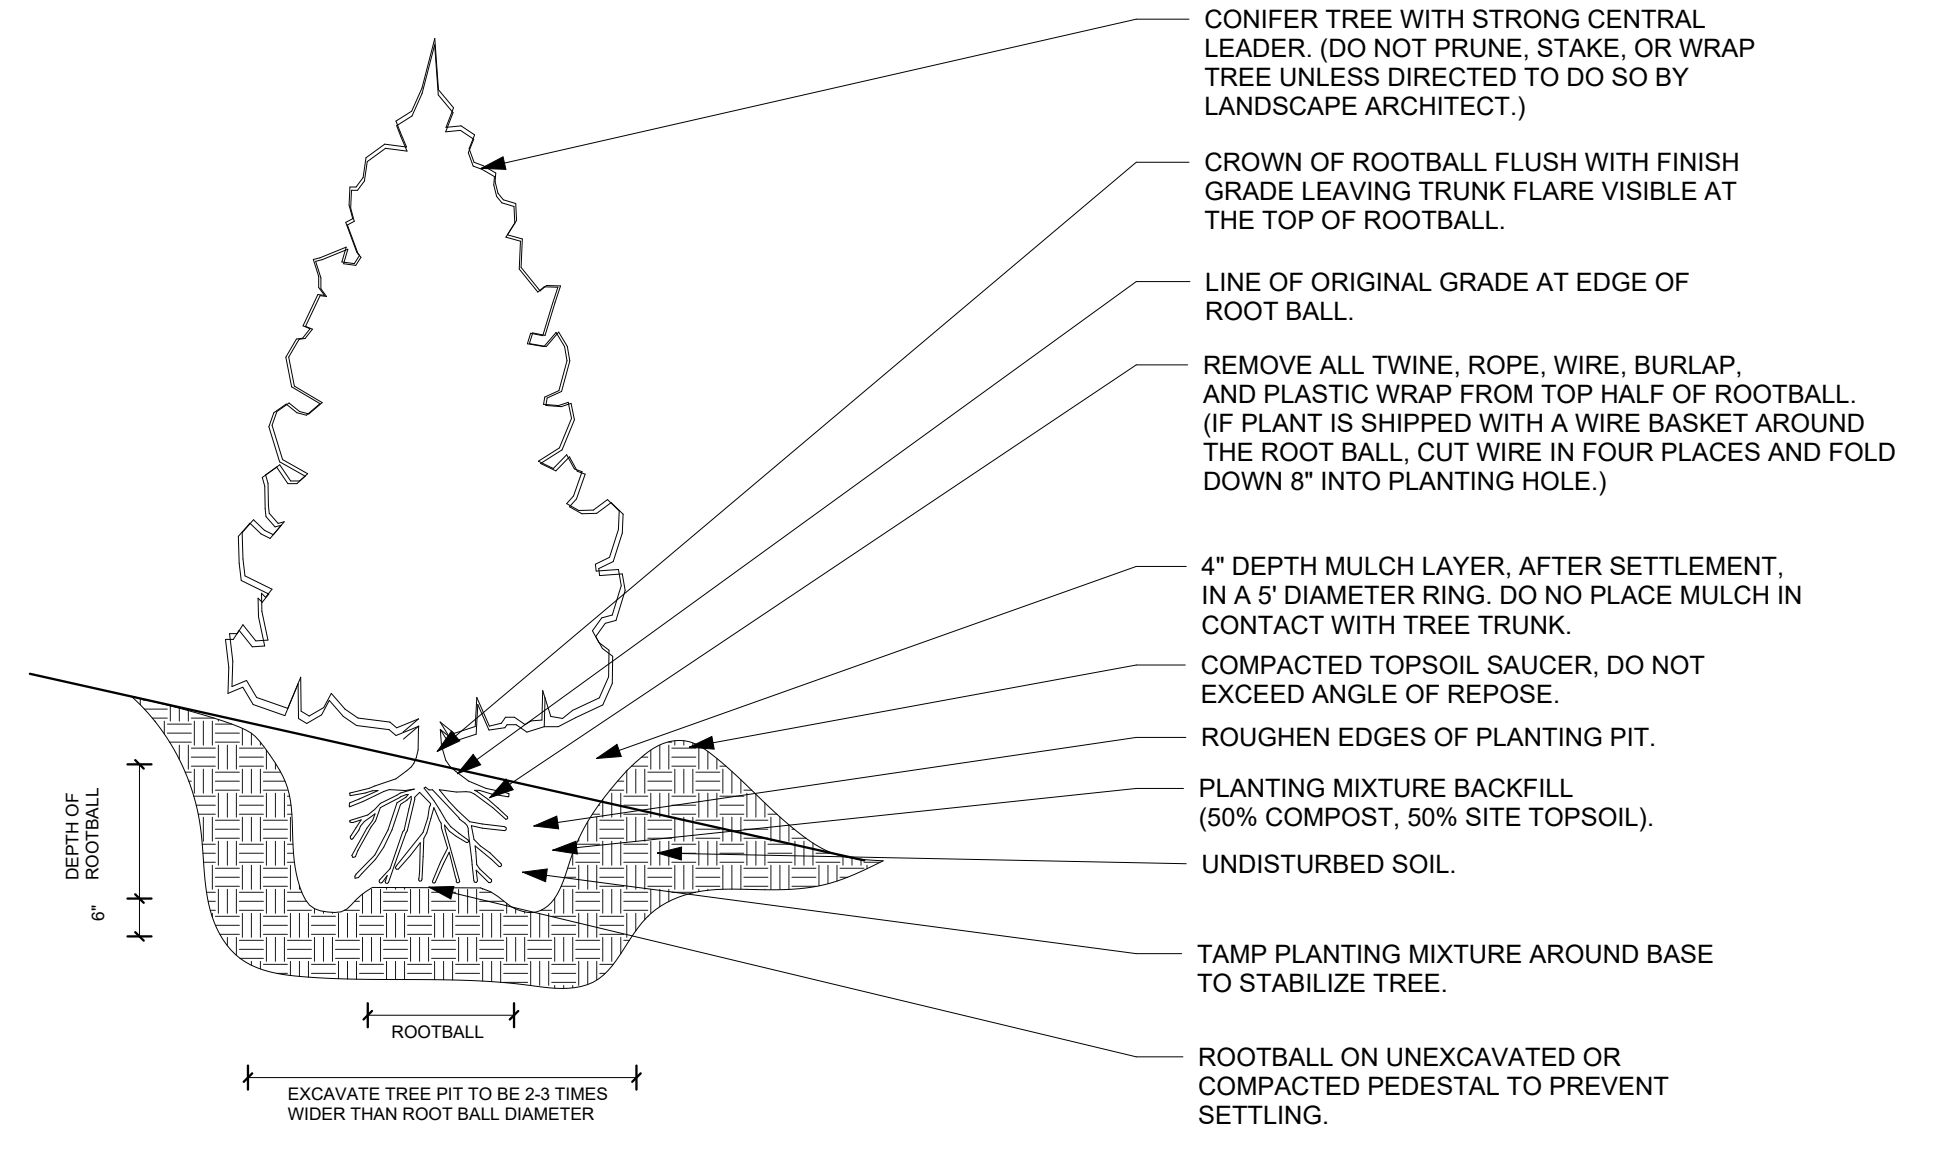 CONIFER TREE WITH STRONG CENTRAL
LEADER. (DO NOT PRUNE, STAKE, OR WRAP
TREE UNLESS DIRECTED TO DO SO BY
LANDSCAPE ARCHITECT.)
CROWN OF ROOTBALL FLUSH WITH FINISH
GRADE LEAVING TRUNK FLARE VISIBLE AT
THE TOP OF ROOTBALL.
LINE OF ORIGINAL GRADE AT EDGE OF
ROOT BALL.
REMOVE ALL TWINE, ROPE, WIRE, BURLAP,
AND PLASTIC WRAP FROM TOP HALF OF ROOTBALL.
(IF PLANT IS SHIPPED WITH A WIRE BASKET AROUND
THE ROOT BALL, CUT WIRE IN FOUR PLACES AND FOLD
DOWN 8" INTO PLANTING HOLE.)
4" DEPTH MULCH LAYER, AFTER SETTLEMENT,
IN A 5' DIAMETER RING. DO NO PLACE MULCH IN
CONTACT WITH TREE TRUNK.
COMPACTED TOPSOIL SAUCER, DO NOT
EXCEED ANGLE OF REPOSE.
ROUGHEN EDGES OF PLANTING PIT.
PLANTING MIXTURE BACKFILL
(50% COMPOST, 50% SITE TOPSOIL).
UNDISTURBED SOIL.
TAMP PLANTING MIXTURE AROUND BASE
TO STABILIZE TREE.
ROOTBALL ON UNEXCAVATED OR
COMPACTED PEDESTAL TO PREVENT
SETTLING.
DEPTH OF
ROOTBALL
6"
ROOTBALL
EXCAVATE TREE PIT TO BE 2-3 TIMES
WIDER THAN ROOT BALL DIAMETER